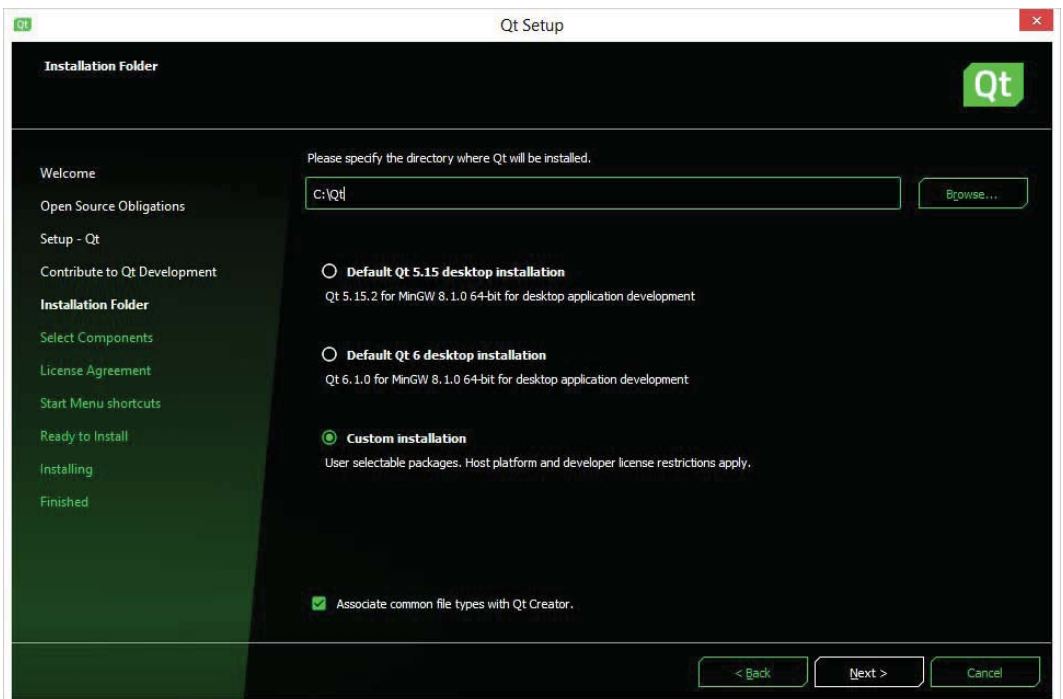 Qt
Qt Setup
Installation Folder
Qt
Welcome
Open Source Obligations
Setup - Qt
Contribute to Qt Development
Installation Folder
Select Components
License Agreement
Start Menu shortcuts
Ready to Install
Installing
Finished
Please specify the directory where Qt will be installed.
C:\Qt
Browse...
Default Qt 5.15 desktop installation
Qt 5.15.2 for MinGW 8.1.0 64-bit for desktop application development
Default Qt 6 desktop installation
Qt 6.1.0 for MinGW 8.1.0 64-bit for desktop application development
Custom installation
User selectable packages. Host platform and developer license restrictions apply.
Associate common file types with Qt Creator.
< Back
Next >
Cancel